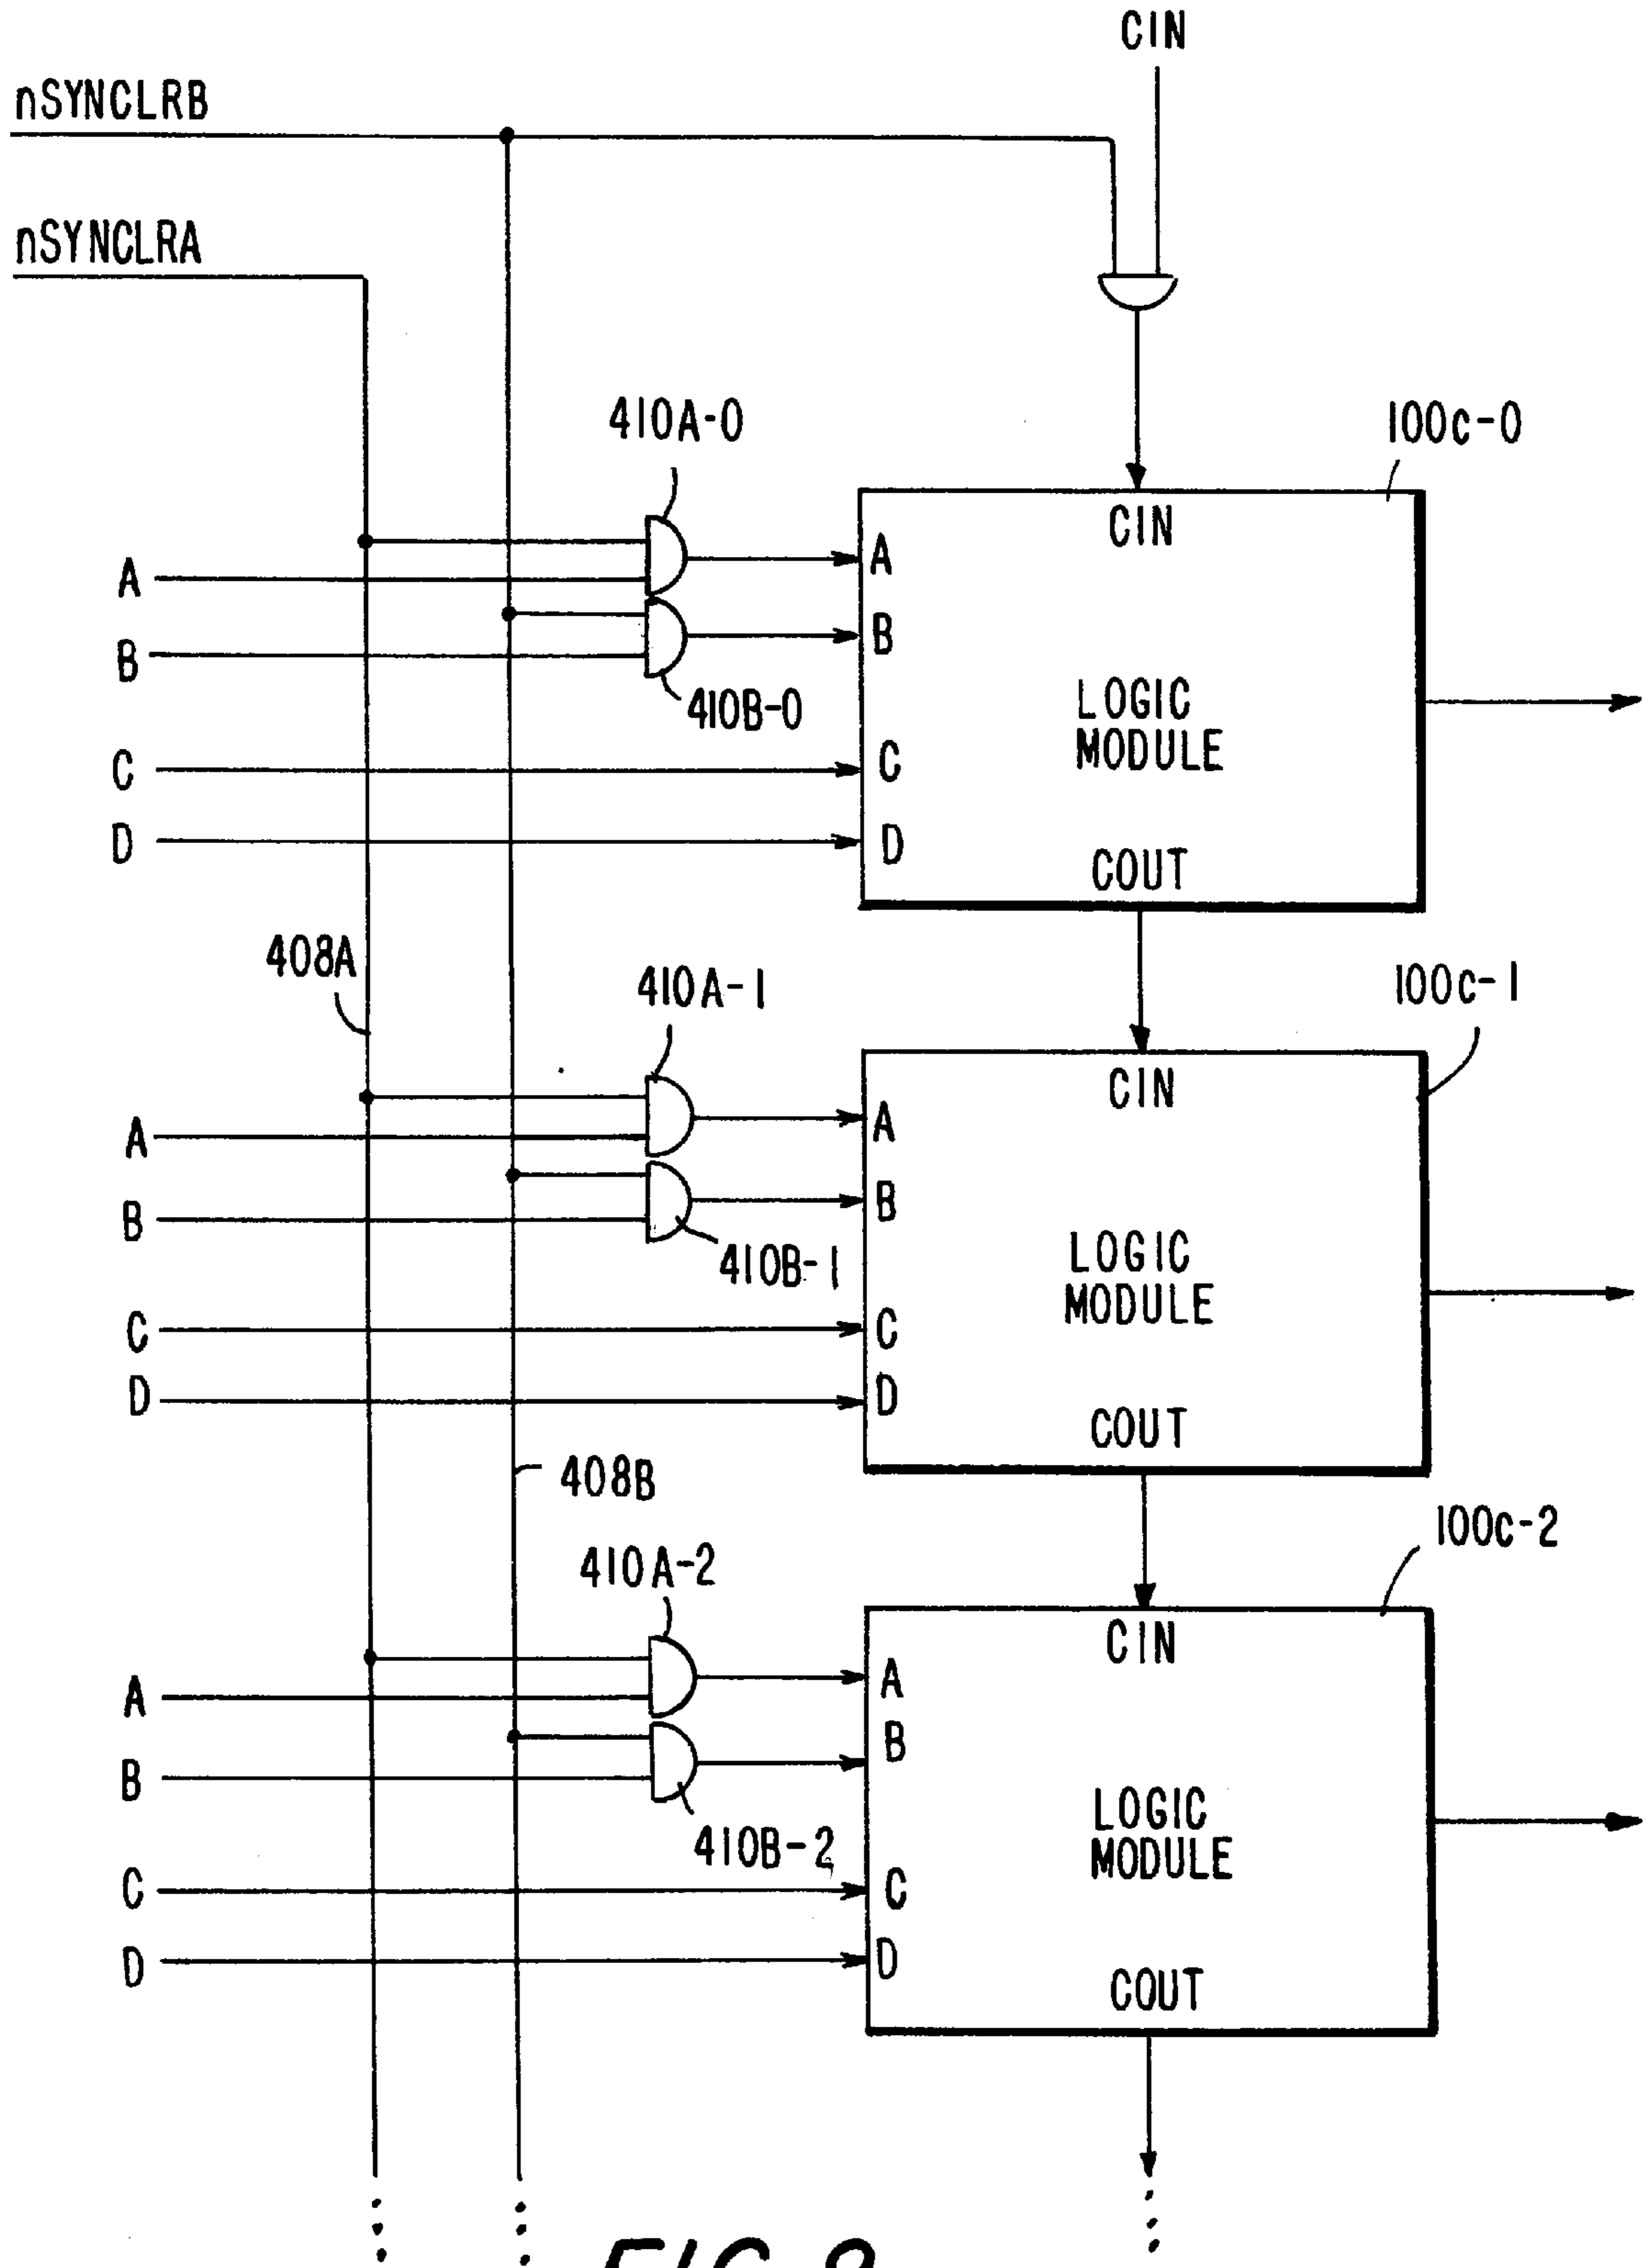 CIN
nSYNCLRB
nSYNCLRA
410A-0
100c-0
CIN
A
A
B
B
410B-0
LOGIC
MODULE
C
C
D
D
COUT
408A
410A-1
100c-1
CIN
A
A
B
B
410B-1
LOGIC
MODULE
C
C
D
D
COUT
408B
410A-2
100c-2
CIN
A
A
B
B
410B-2
LOGIC
MODULE
C
C
D
D
COUT